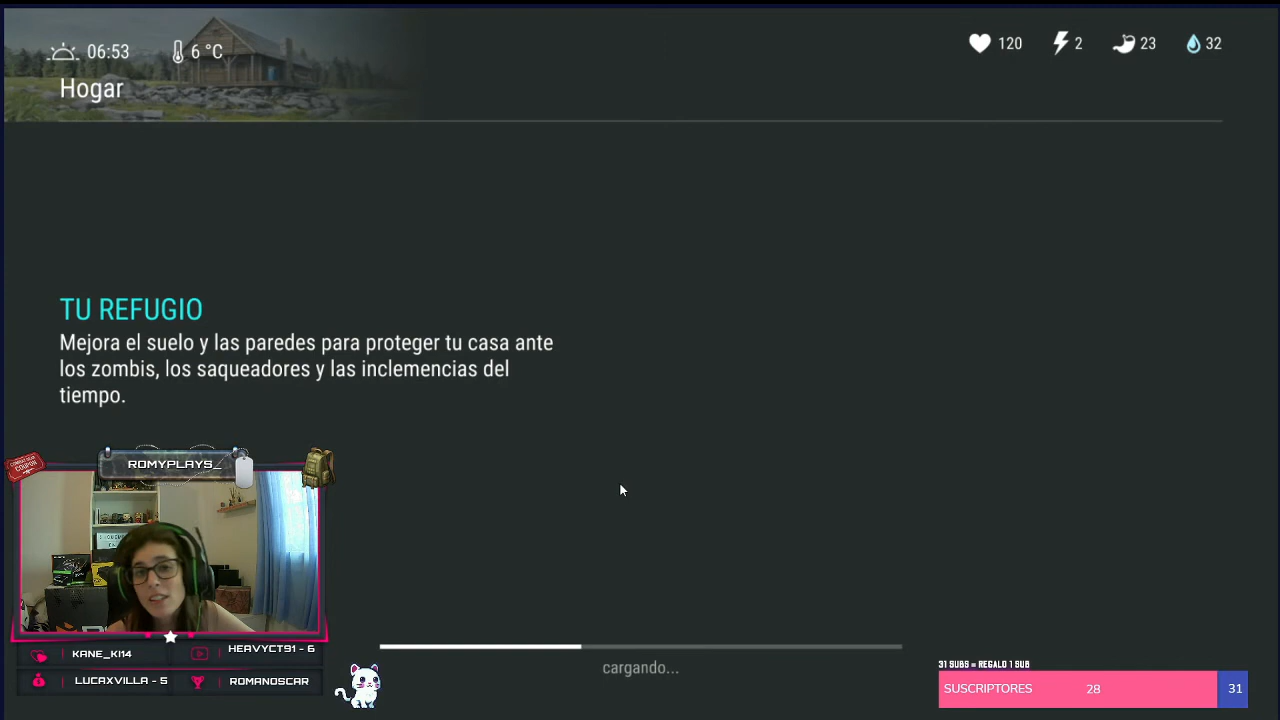 06:53
6 °C
120
2
23
32
Hogar
TU REFUGIO
Mejora el suelo y las paredes para proteger tu casa ante
los zombis, los saqueadores y las inclemencias del
tiempo.
COUPON
ROMYPLAYS_
KANE_KI14
HEAVYCT91 - 6
LUCAXVILLA - 5
ROMANOSCAR
cargando...
31 SUBS = REGALO 1 SUB
SUSCRIPTORES 28 31